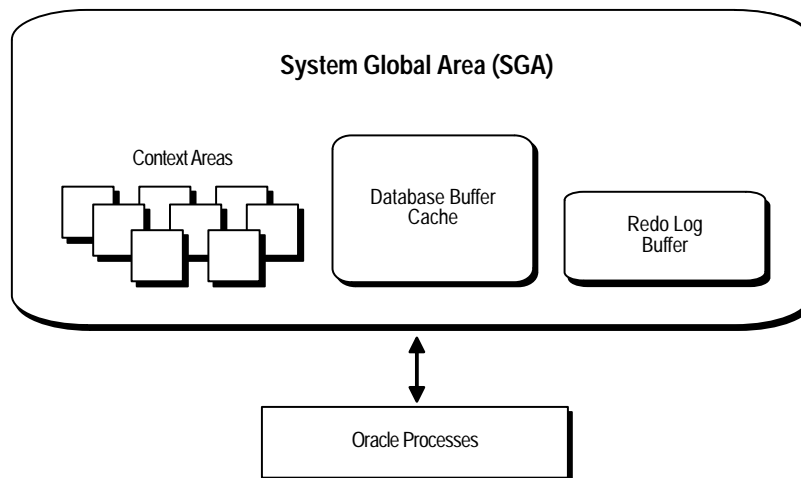 System Global Area (SGA)
Context Areas
Database Buffer
Cache
Redo Log
Buffer
Oracle Processes